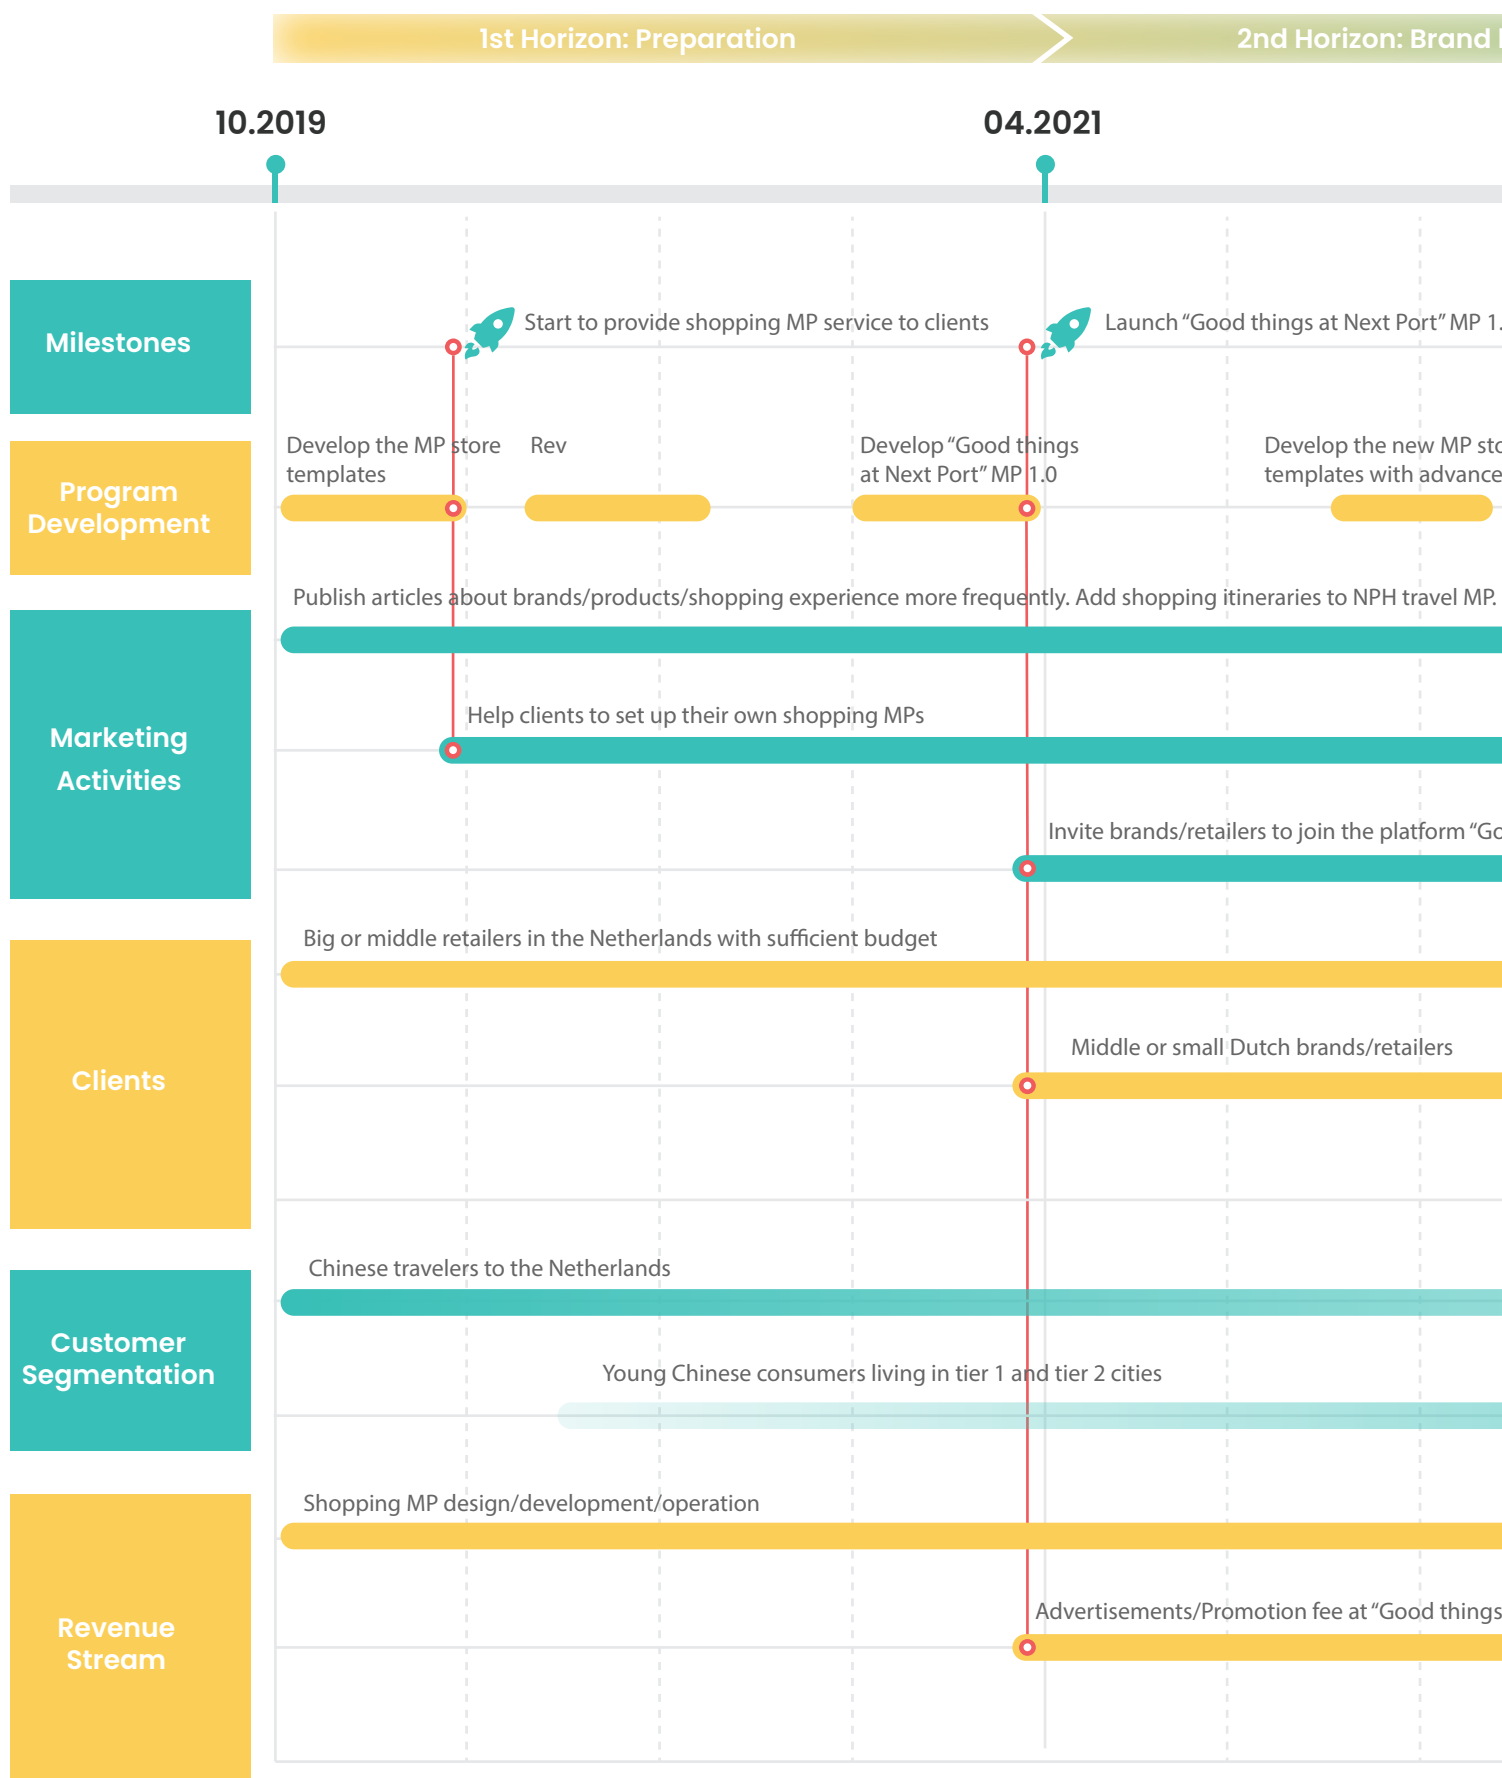 1st Horizon: Preparation
2nd Horizon: Brand
10.2019
04.2021
Milestones
Start to provide shopping MP service to clients
Launch “Good things at Next Port” MP 1.
Program
Development
Develop the MP store
templates
Rev
Develop “Good things
at Next Port” MP 1.0
Develop the new MP sto
templates with advance
Marketing
Activities
Publish articles about brands/products/shopping experience more frequently. Add shopping itineraries to NPH travel MP.
Help clients to set up their own shopping MPs
Invite brands/retailers to join the platform “Go
Clients
Big or middle retailers in the Netherlands with sufficient budget
Middle or small Dutch brands/retailers
Customer
Segmentation
Chinese travelers to the Netherlands
Young Chinese consumers living in tier 1 and tier 2 cities
Revenue
Stream
Shopping MP design/development/operation
Advertisements/Promotion fee at “Good things